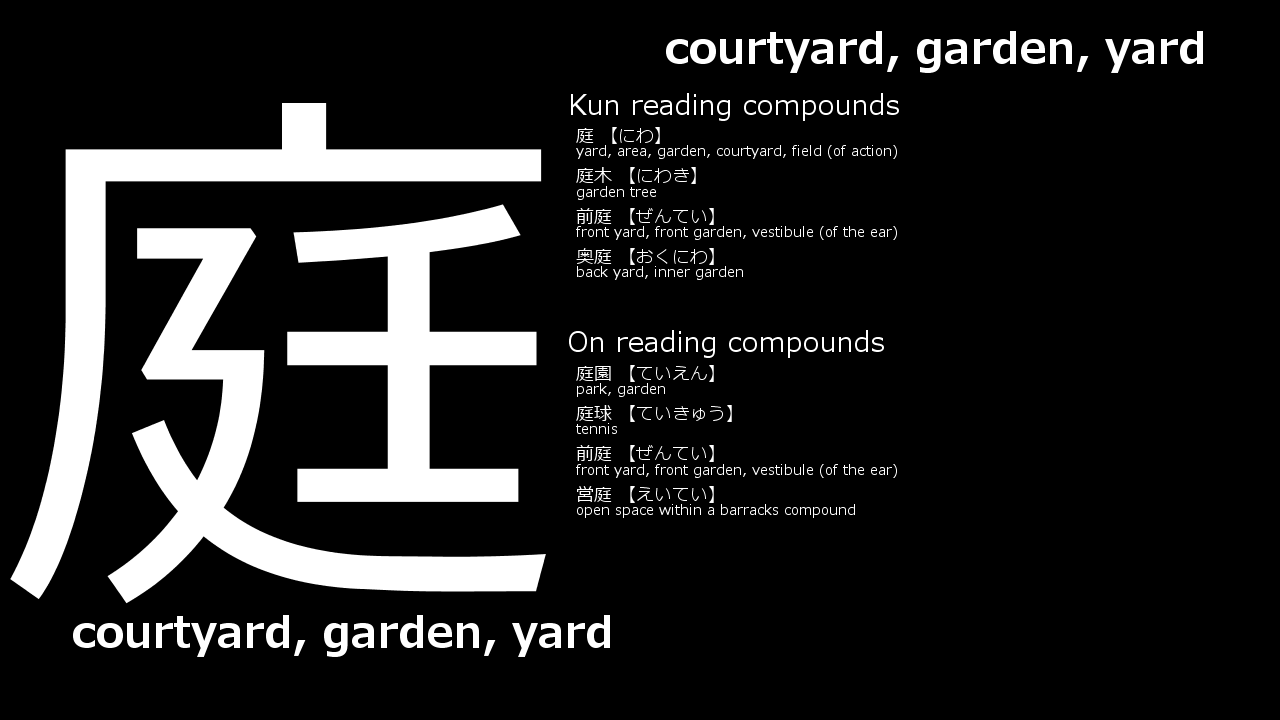 courtyard, garden, yard
庭
Kun reading compounds
庭 【にわ】
yard, area, garden, courtyard, field (of action)
庭木 【にわき】
garden tree
前庭 【ぜんてい】
front yard, front garden, vestibule (of the ear)
奥庭 【おくにわ】
back yard, inner garden
On reading compounds
庭園 【ていえん】
park, garden
庭球 【ていきゅう】
tennis
前庭 【ぜんてい】
front yard, front garden, vestibule (of the ear)
営庭 【えいてい】
open space within a barracks compound
courtyard, garden, yard